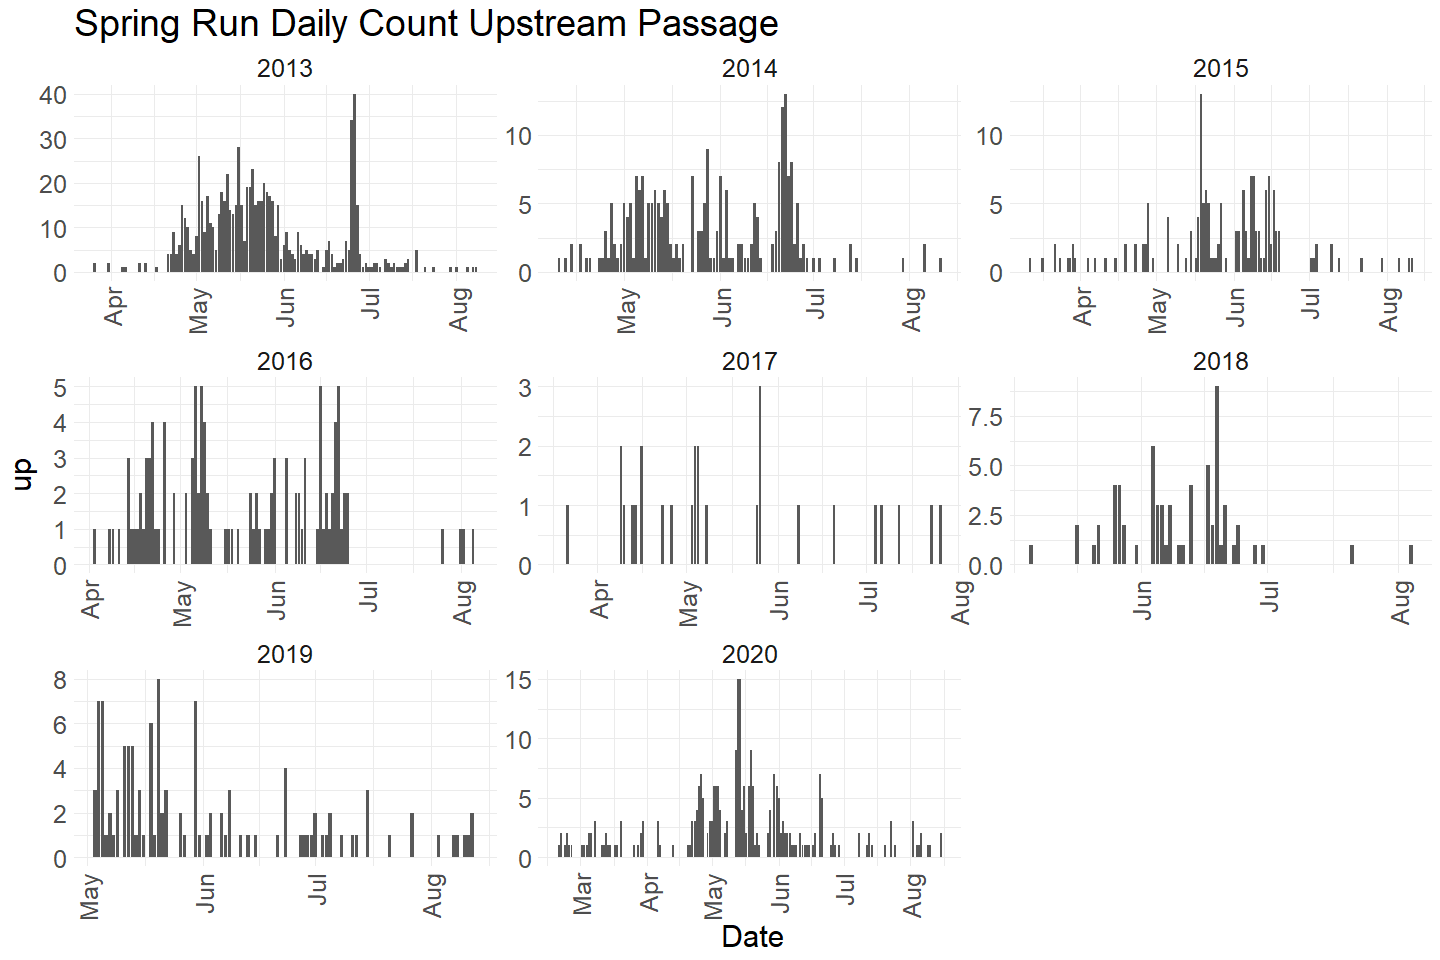 Spring Run Daily Count Upstream Passage
2013 2014 2015
40
30
20
10
0
Apr May Jun Jul Aug
10
5
0
May Jun Jul Aug
10
5
0
Apr May Jun Jul Aug
2016 2017 2018
up
5
4
3
2
1
0
Apr May Jun Jul Aug
3
2
1
0
Apr May Jun Jul Aug
7.5
5.0
2.5
0.0
Jun Jul Aug
2019 2020
8
6
4
2
0
May Jun Jul Aug
15
10
5
0
Mar Apr May Jun Jul Aug
Date